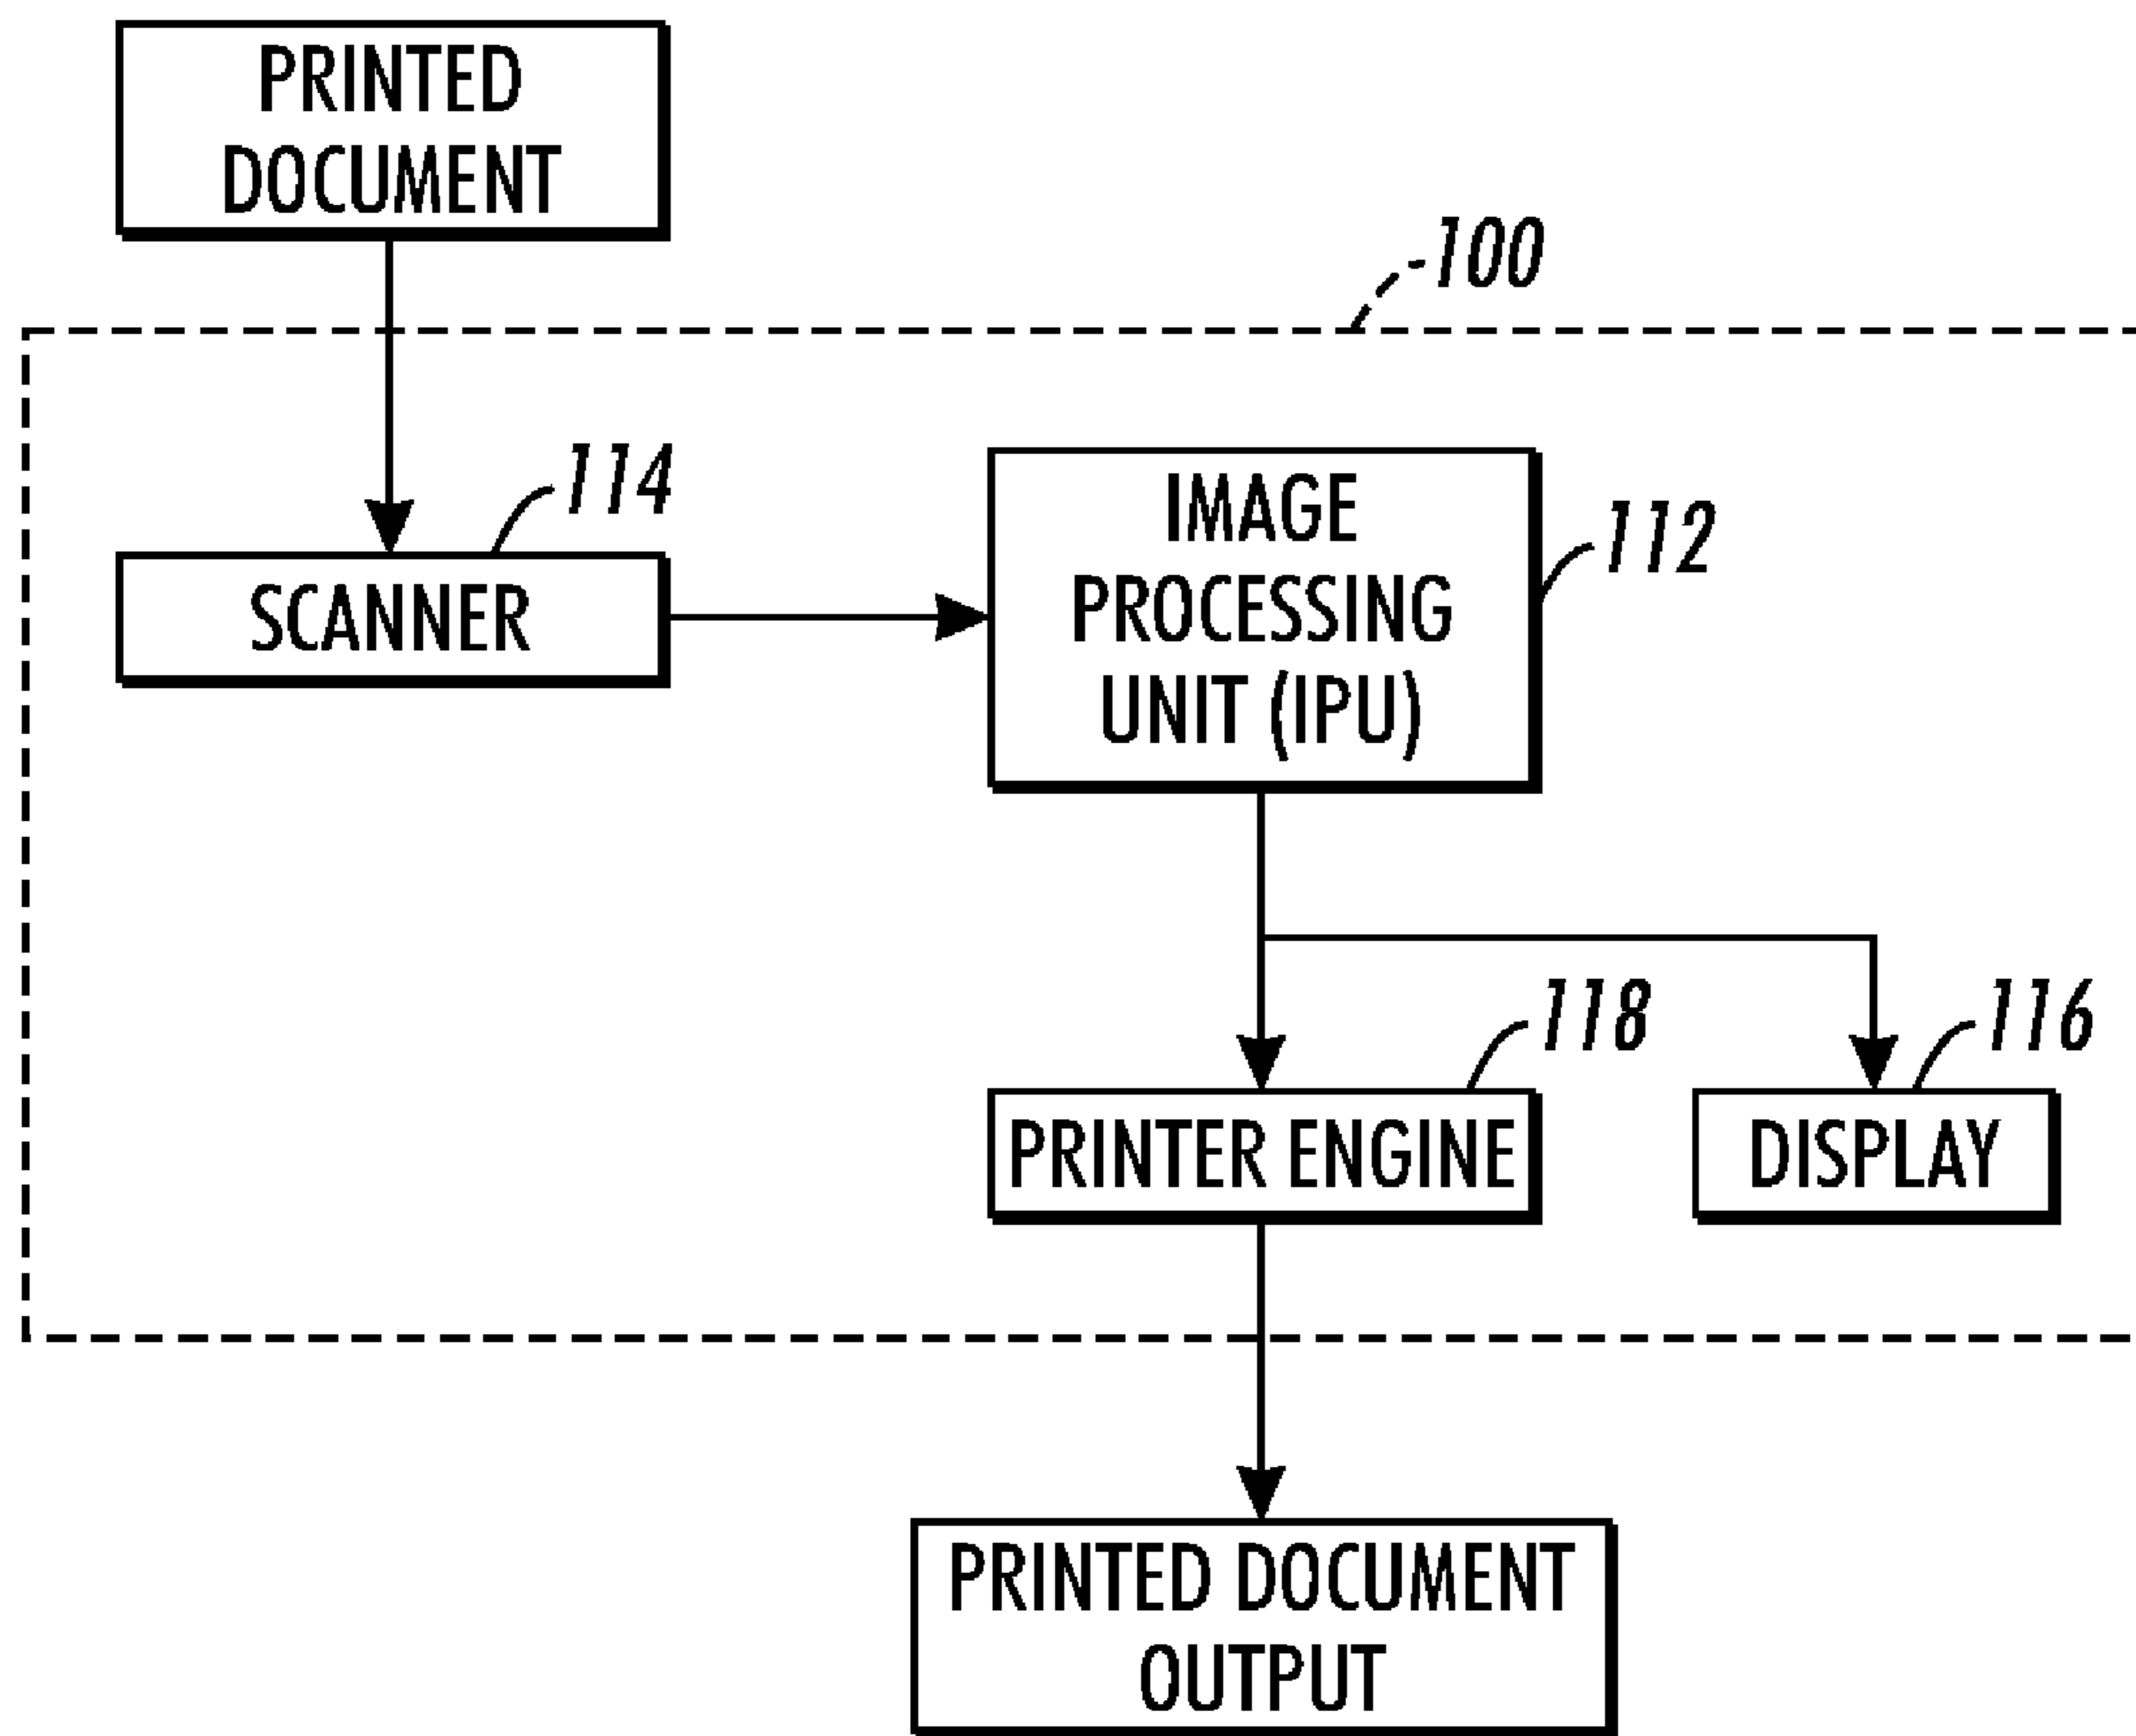 PRINTED
DOCUMENT
-100
114
SCANNER
IMAGE
PROCESSING
UNIT (IPU)
112
118
116
PRINTER ENGINE
DISPLAY
PRINTED DOCUMENT
OUTPUT